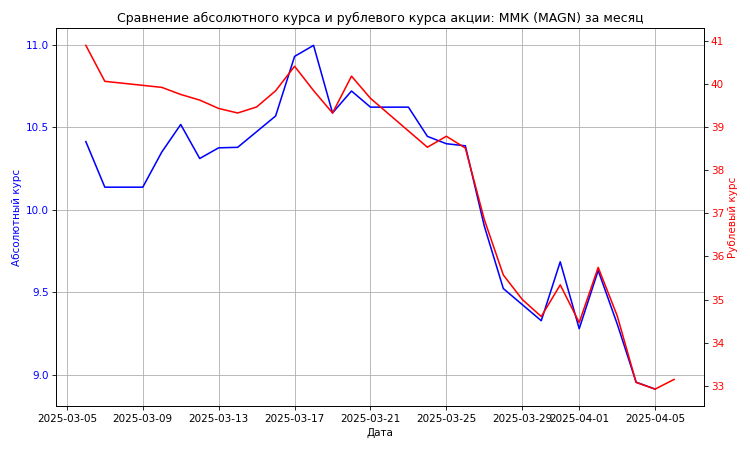 Сравнение абсолютного курса и рублевого курса акции: ММК (MAGN) за месяц
11.0
10.5
10.0
9.5
9.0
Абсолютный курс
41
40
39
38
37
36
35
34
33
Рублевый курс
2025-03-05 2025-03-09 2025-03-13 2025-03-17 2025-03-21 2025-03-25 2025-03-29 2025-04-01 2025-04-05
Дата